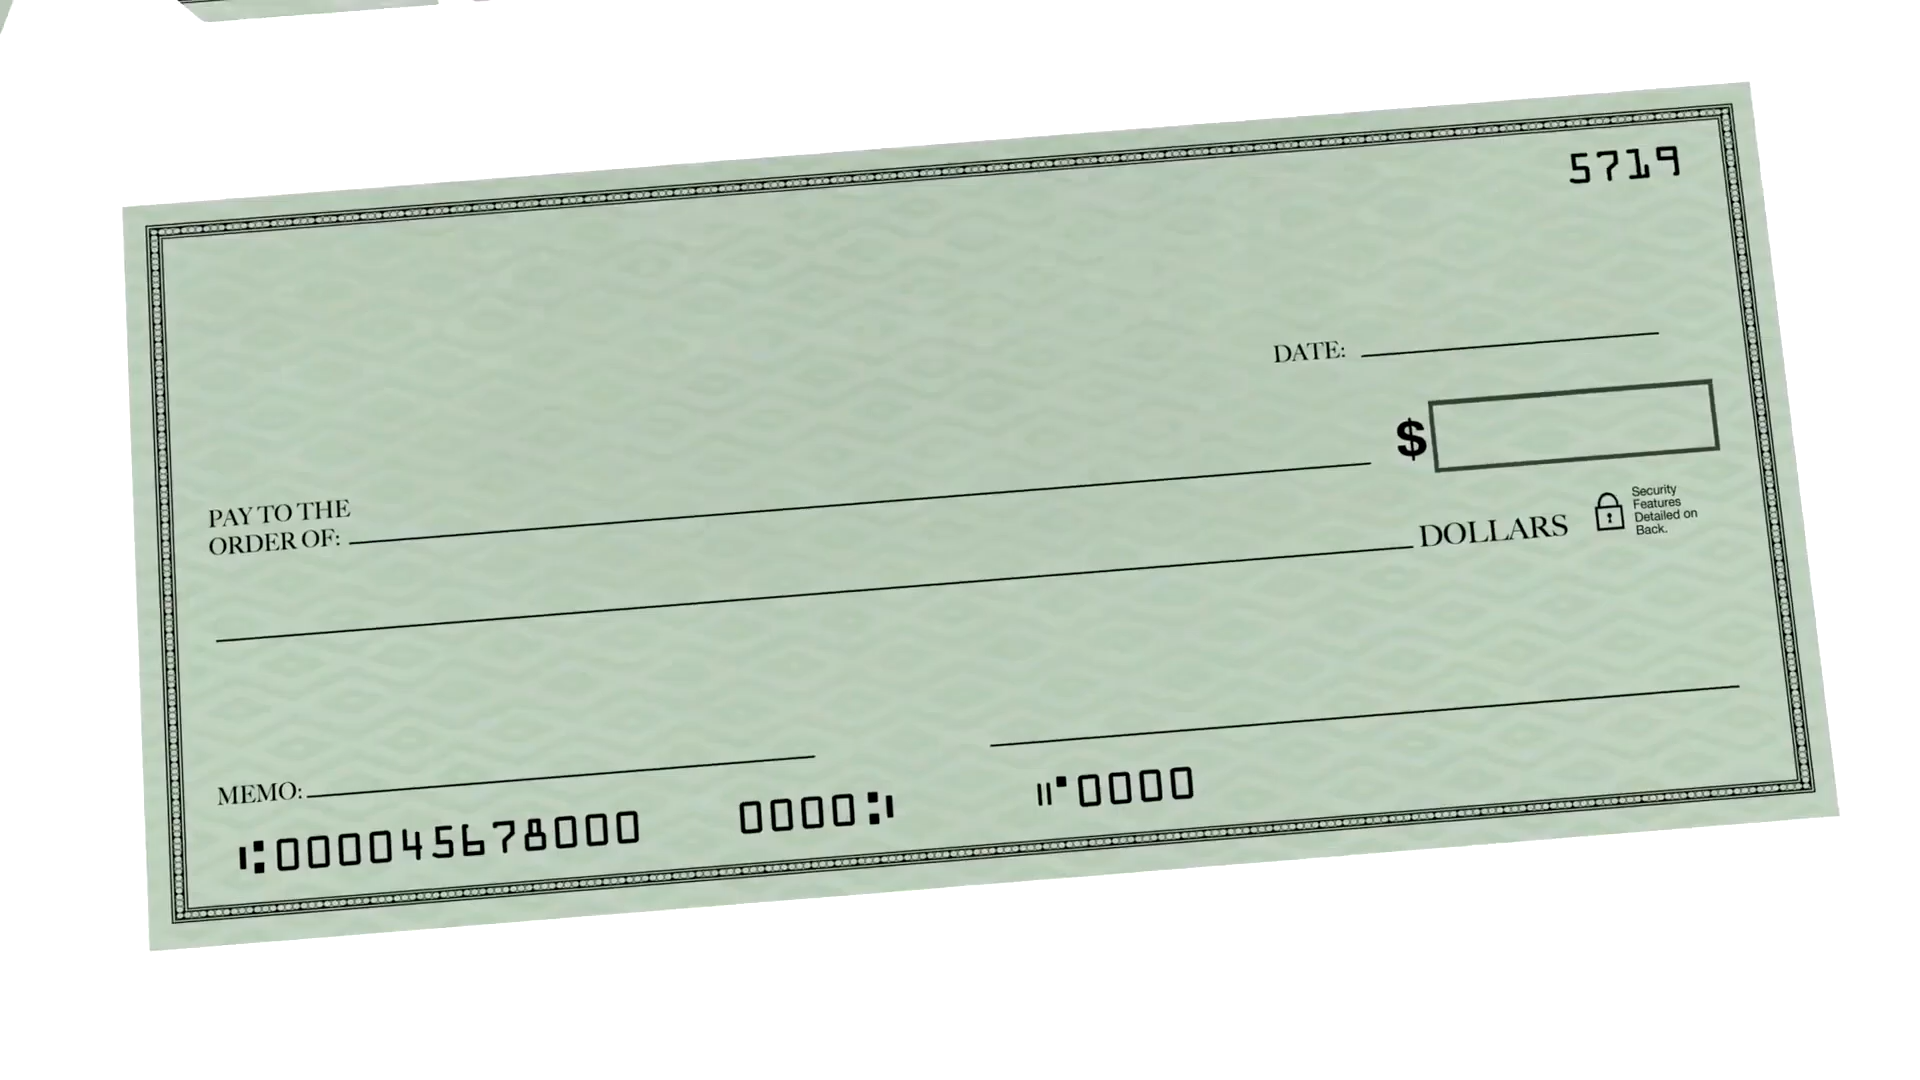 5719
DATE:
$
PAY TO THE
ORDER OF:
DOLLARS
Security
Features
Detailed on
Back.
MEMO:
⑆000045678000 0000⑆ ⑈0000